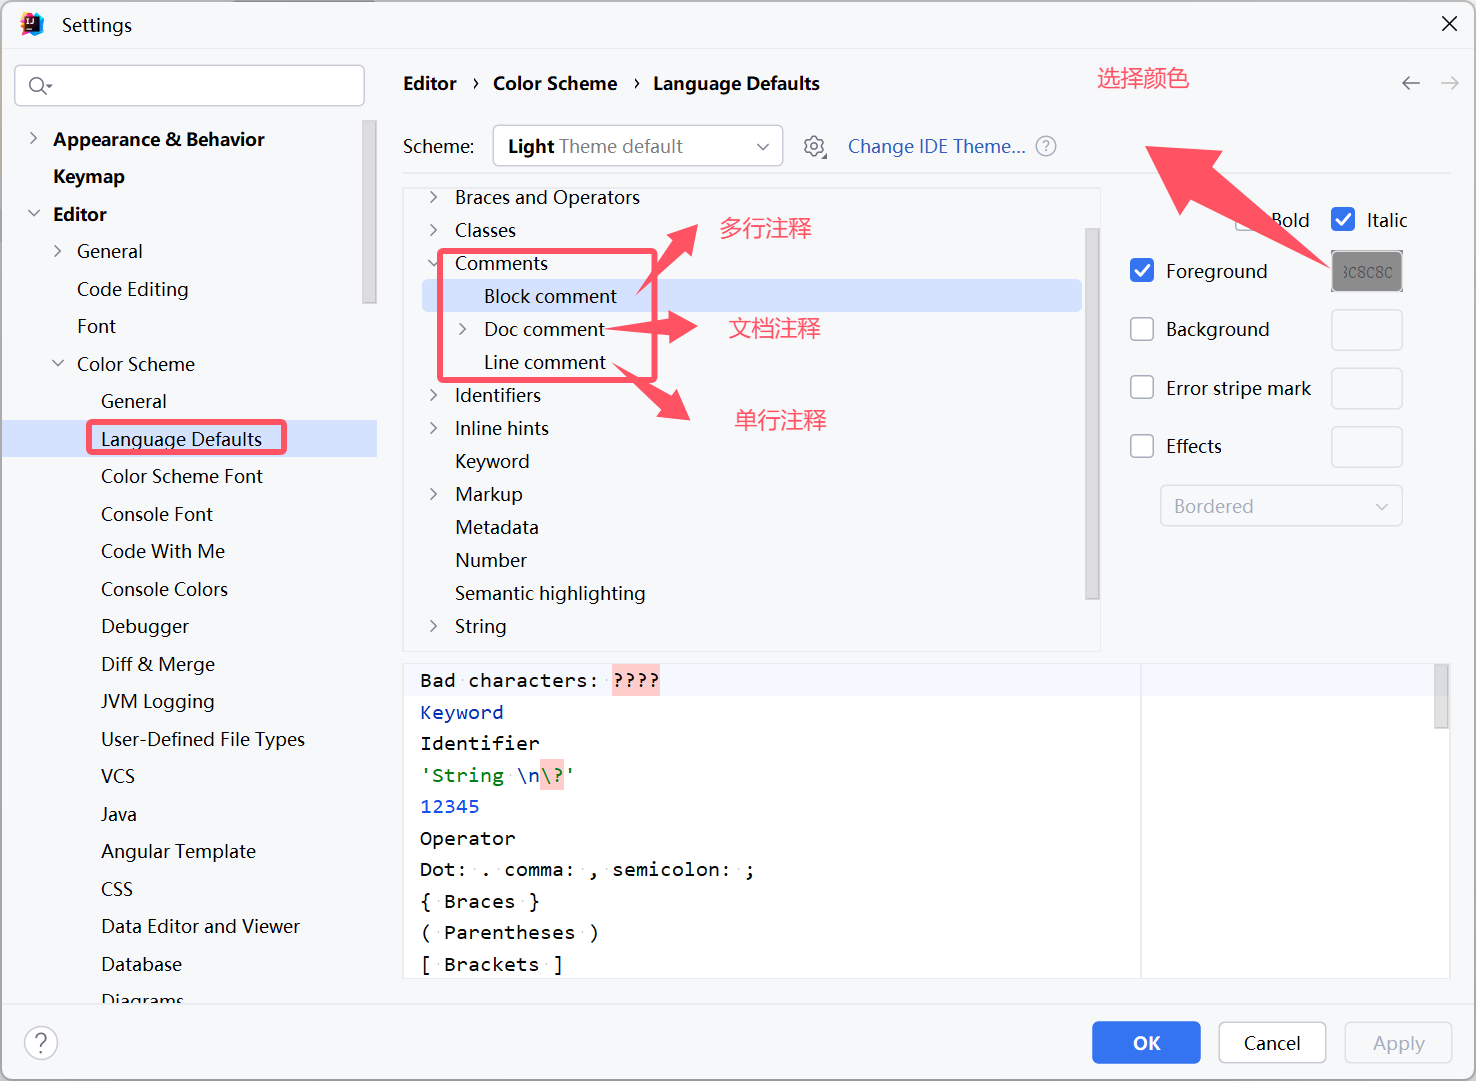 Settings
Editor › Color Scheme › Language Defaults
选择颜色
Appearance & Behavior
Keymap
Editor
General
Code Editing
Font
Color Scheme
General
Language Defaults
Color Scheme Font
Console Font
Code With Me
Console Colors
Debugger
Diff & Merge
JVM Logging
User-Defined File Types
VCS
Java
Angular Template
CSS
Data Editor and Viewer
Database
Diagrams
Scheme: Light Theme default Change IDE Theme... ?
Braces and Operators
Classes
Comments
Block comment
Doc comment
Line comment
Identifiers
Inline hints
Keyword
Markup
Metadata
Number
Semantic highlighting
String
多行注释
文档注释
单行注释
Bold Italic
Foreground 8C8C8C
Background
Error stripe mark
Effects
Bordered
Bad characters: ????
Keyword
Identifier
'String \n\?'
12345
Operator
Dot: . comma: , semicolon: ;
{ Braces }
( Parentheses )
[ Brackets ]
? OK Cancel Apply